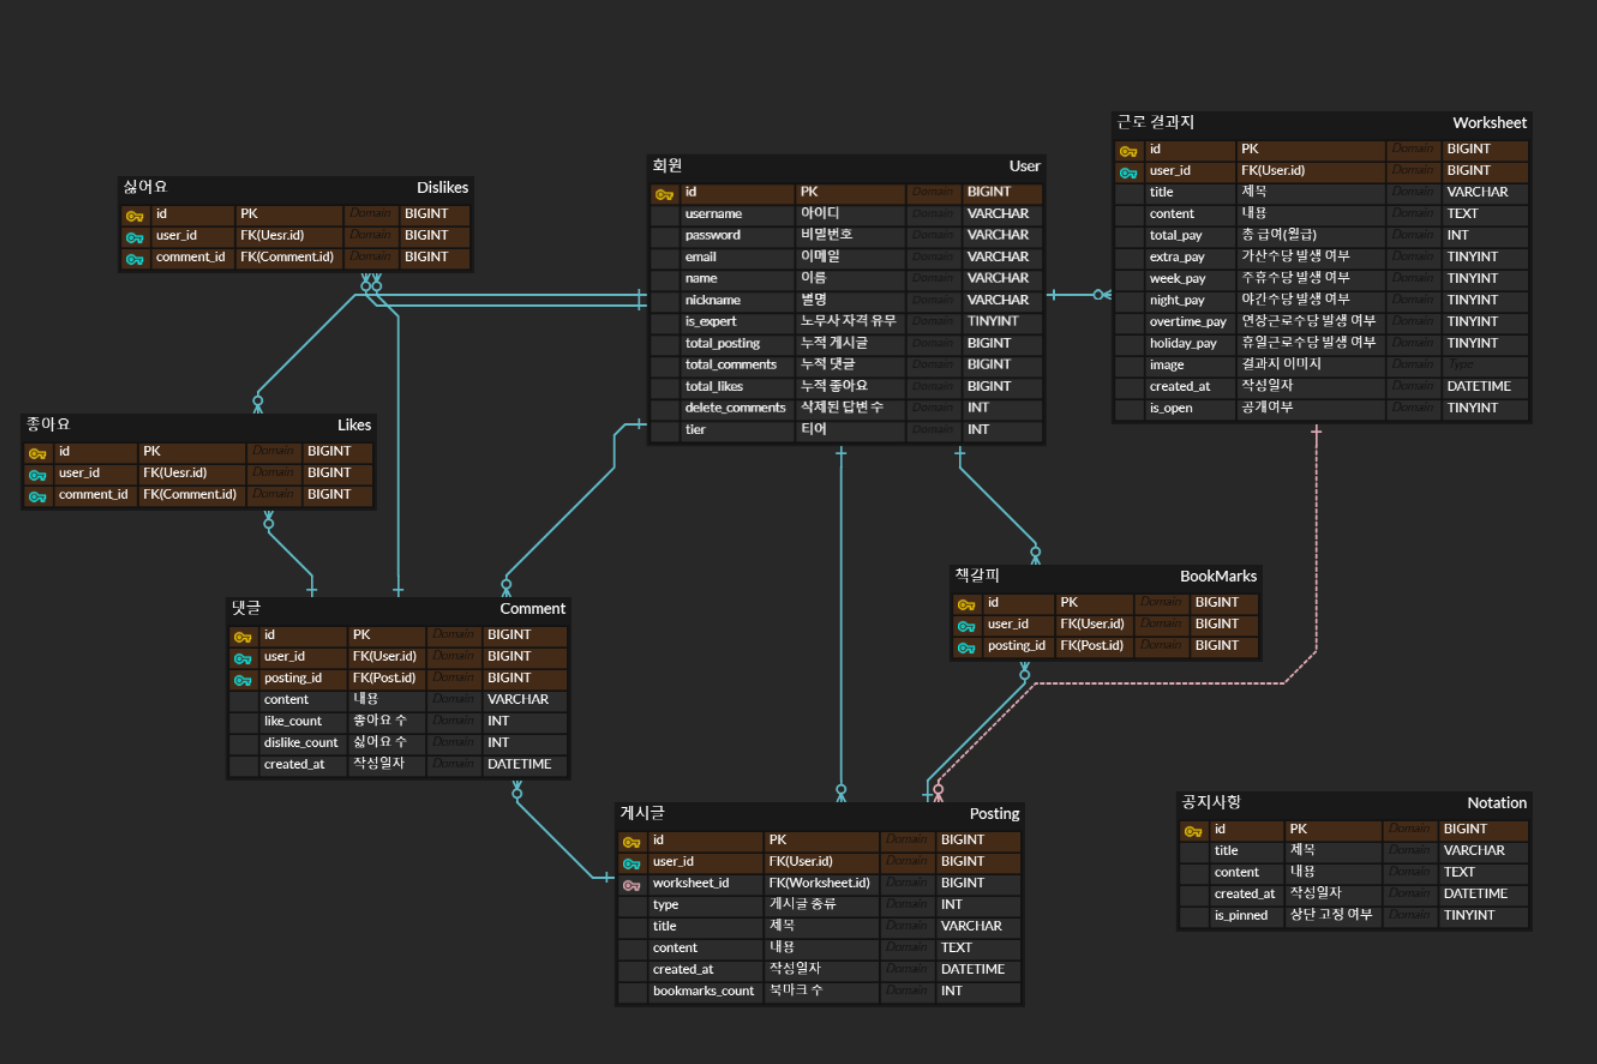 싫어요 Dislikes
id PK Domain BIGINT
user_id FK(Uesr.id) Domain BIGINT
comment_id FK(Comment.id) Domain BIGINT
회원 User
id PK Domain BIGINT
username 아이디 Domain VARCHAR
password 비밀번호 Domain VARCHAR
email 이메일 Domain VARCHAR
name 이름 Domain VARCHAR
nickname 별명 Domain VARCHAR
is_expert 노무사 자격 유무 Domain TINYINT
total_posting 누적 게시글 Domain BIGINT
total_comments 누적 댓글 Domain BIGINT
total_likes 누적 좋아요 Domain BIGINT
delete_comments 삭제된 답변 수 Domain INT
tier 티어 Domain INT
근로 결과지 Worksheet
id PK Domain BIGINT
user_id FK(User.id) Domain BIGINT
title 제목 Domain VARCHAR
content 내용 Domain TEXT
total_pay 총 급여(월급) Domain INT
extra_pay 가산수당 발생 여부 Domain TINYINT
week_pay 주휴수당 발생 여부 Domain TINYINT
night_pay 야간수당 발생 여부 Domain TINYINT
overtime_pay 연장근로수당 발생 여부 Domain TINYINT
holiday_pay 휴일근로수당 발생 여부 Domain TINYINT
image 결과지 이미지 Domain Type
created_at 작성일자 Domain DATETIME
is_open 공개여부 Domain TINYINT
좋아요 Likes
id PK Domain BIGINT
user_id FK(Uesr.id) Domain BIGINT
comment_id FK(Comment.id) Domain BIGINT
댓글 Comment
id PK Domain BIGINT
user_id FK(User.id) Domain BIGINT
posting_id FK(Post.id) Domain BIGINT
content 내용 Domain VARCHAR
like_count 좋아요 수 Domain INT
dislike_count 싫어요 수 Domain INT
created_at 작성일자 Domain DATETIME
책갈피 BookMarks
id PK Domain BIGINT
user_id FK(User.id) Domain BIGINT
posting_id FK(Post.id) Domain BIGINT
게시글 Posting
id PK Domain BIGINT
user_id FK(User.id) Domain BIGINT
worksheet_id FK(Worksheet.id) Domain BIGINT
type 게시글 종류 Domain INT
title 제목 Domain VARCHAR
content 내용 Domain TEXT
created_at 작성일자 Domain DATETIME
bookmarks_count 북마크 수 Domain INT
공지사항 Notation
id PK Domain BIGINT
title 제목 Domain VARCHAR
content 내용 Domain TEXT
created_at 작성일자 Domain DATETIME
is_pinned 상단 고정 여부 Domain TINYINT